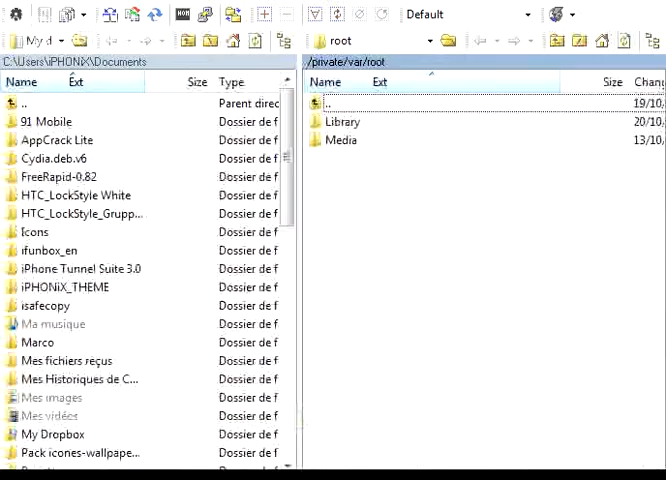 Default
My d
root
C:\Users\iPHONiX\Documents
/private/var/root
Name Ext Size Type
Name Ext Size Chang
.. Parent direc
.. 19/10,
91 Mobile Dossier de f
Library 20/10,
AppCrack Lite Dossier de f
Media 13/10,
Cydia.deb.v6 Dossier de f
FreeRapid-0.82 Dossier de f
HTC_LockStyle White Dossier de f
HTC_LockStyle_Grupp... Dossier de f
Icons Dossier de f
ifunbox_en Dossier de f
iPhone Tunnel Suite 3.0 Dossier de f
iPHONiX_THEME Dossier de f
isafecopy Dossier de f
Ma musique Dossier de f
Marco Dossier de f
Mes fichiers reçus Dossier de f
Mes Historiques de C... Dossier de f
Mes images Dossier de f
Mes vidéos Dossier de f
My Dropbox Dossier de f
Pack icones-wallpape... Dossier de f